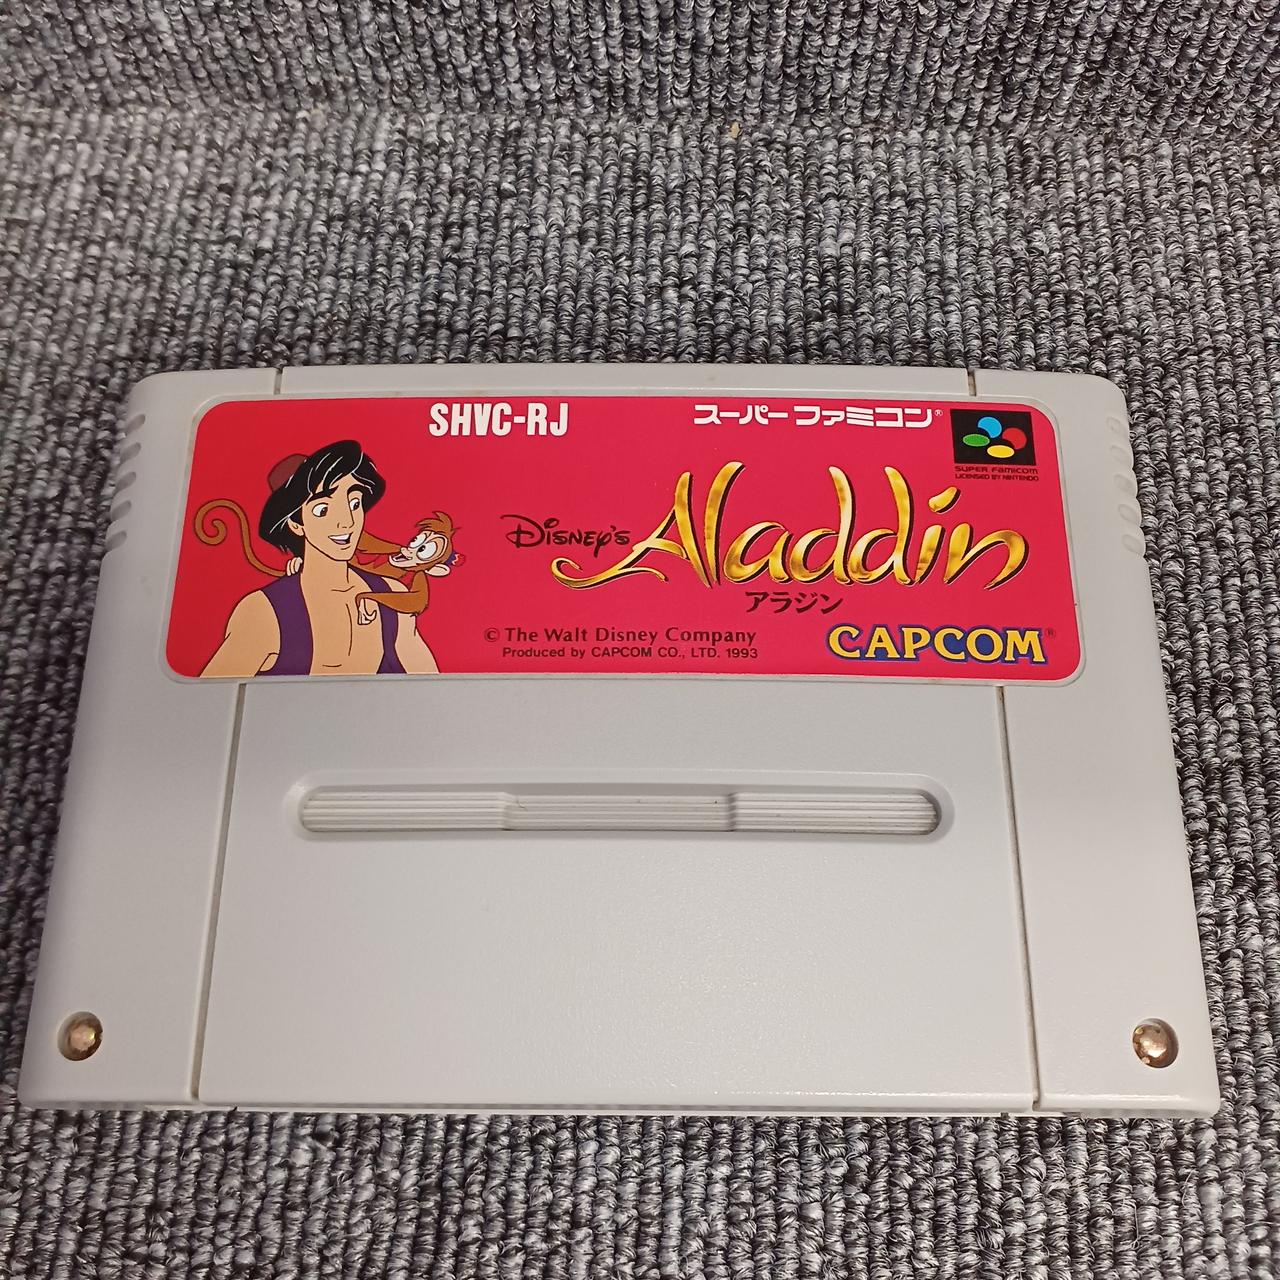 SHVC-RJ
スーパーファミコン®
SUPER FAMICOM
LICENSED BY NINTENDO
DISNEY'S Aladdin
アラジン
© The Walt Disney Company
Produced by CAPCOM CO., LTD. 1993
CAPCOM®